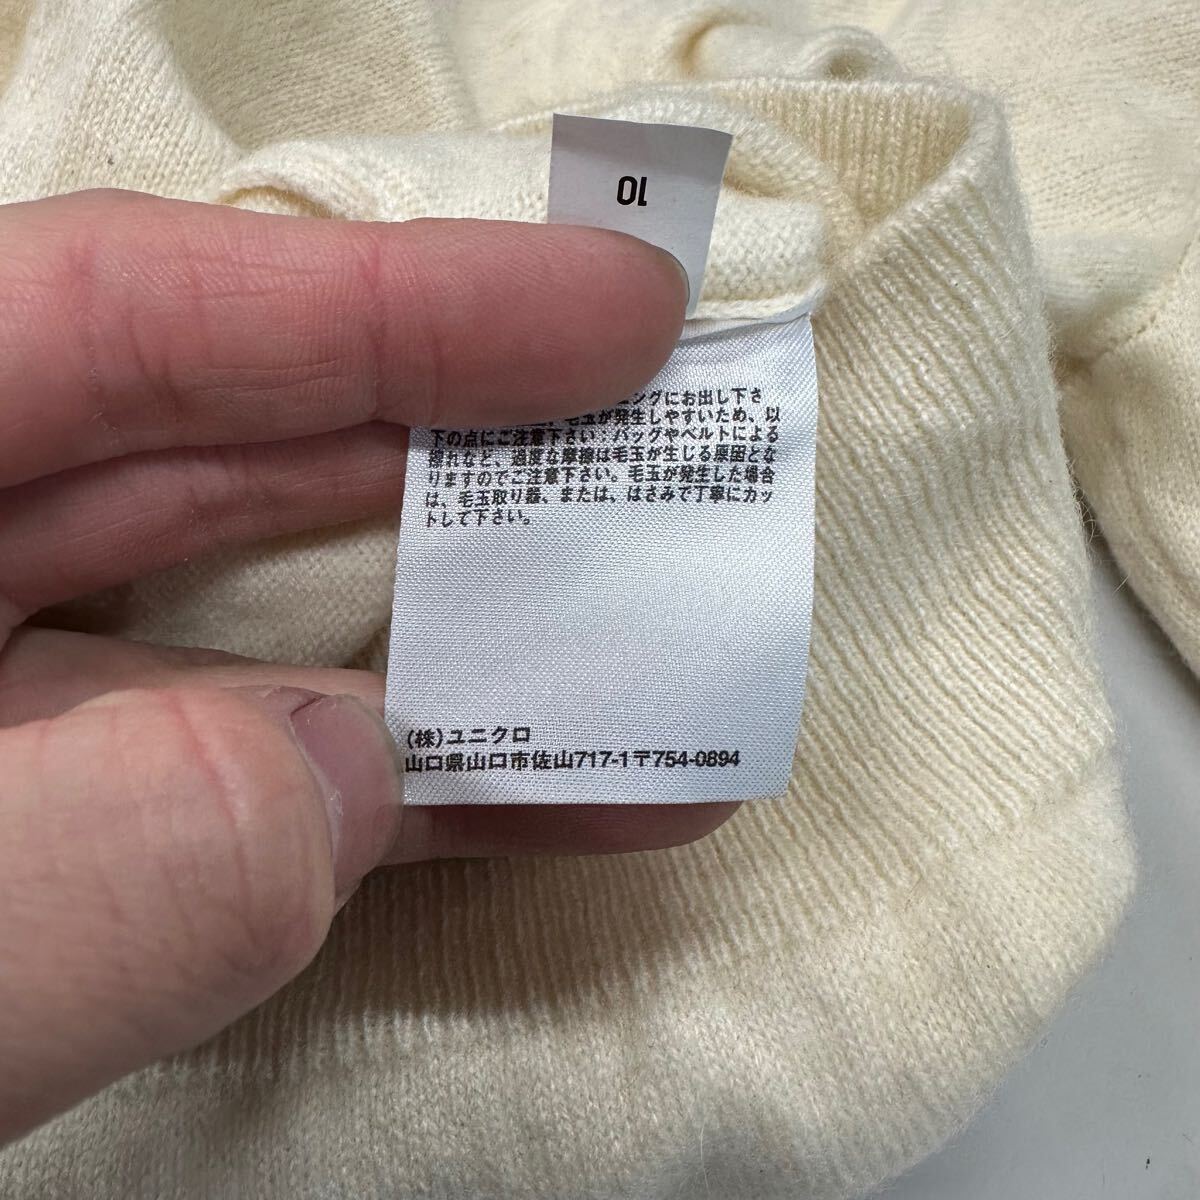 10
ニングにお出し下さ
毛玉が発生しやすいため、以
下の点にご注意下さい：バッグやベルトによる
擦れなど、過度な摩擦は毛玉が生じる原因とな
りますのでご注意下さい。毛玉が発生した場合
は、毛玉取り器、または、はさみで丁寧にカッ
トして下さい。
(株)ユニクロ
山口県山口市佐山717-1〒754-0894